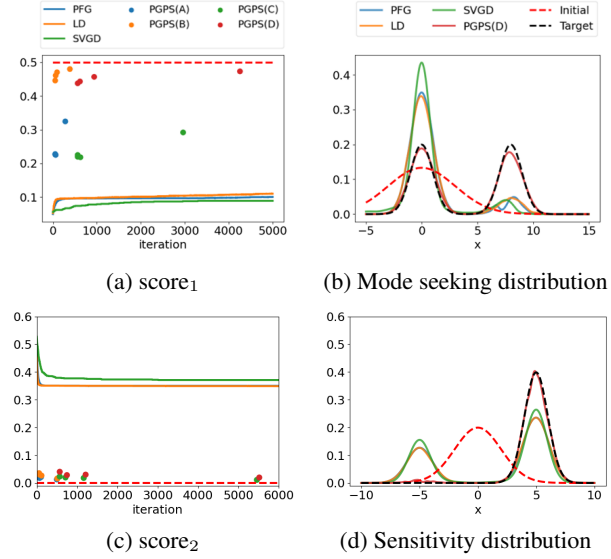 PFG PGPS(A) PGPS(C)
LD PGPS(B) PGPS(D)
SVGD
0.5
0.4
0.3
0.2
0.1
0 1000 2000 3000 4000 5000
iteration
(a) score₁
PFG SVGD Initial
LD PGPS(D) Target
0.4
0.3
0.2
0.1
0.0
−5 0 5 10 15
x
(b) Mode seeking distribution
0.6
0.5
0.4
0.3
0.2
0.1
0.0
0 1000 2000 3000 4000 5000 6000
iteration
(c) score₂
0.6
0.5
0.4
0.3
0.2
0.1
0.0
−10 −5 0 5 10
x
(d) Sensitivity distribution